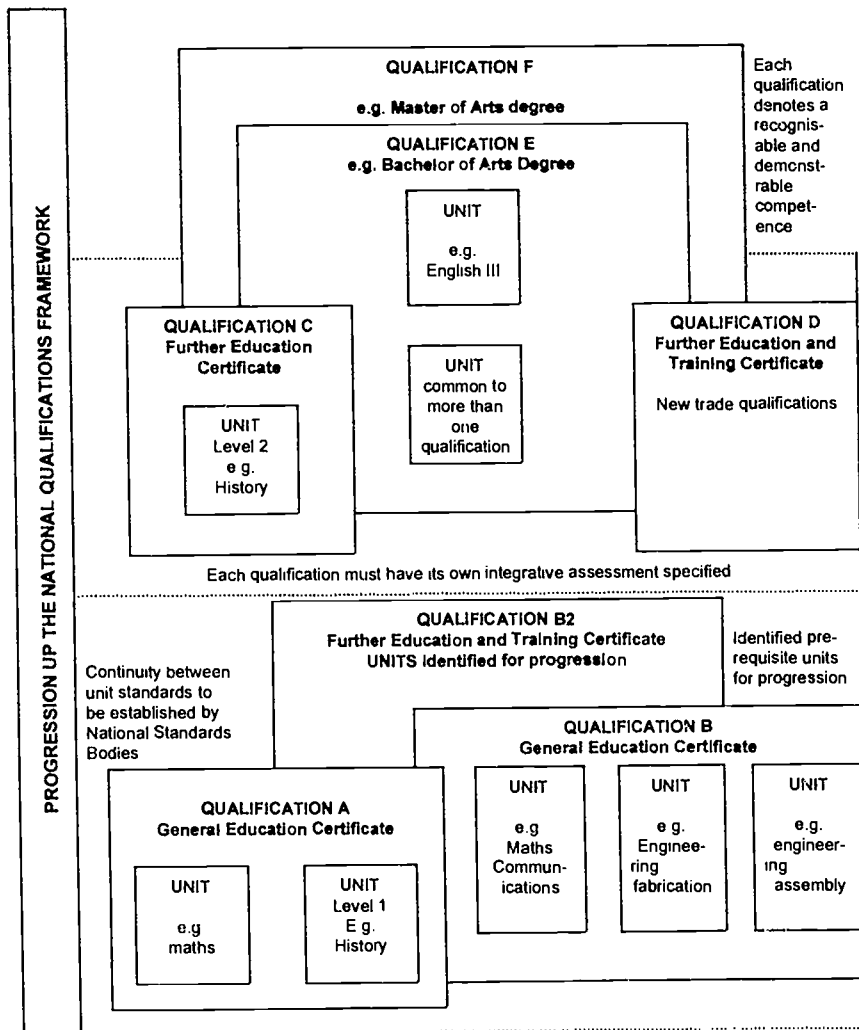 PROGRESSION UP THE NATIONAL QUALIFICATIONS FRAMEWORK
QUALIFICATION F
e.g. Master of Arts degree
Each
qualification
denotes a
recognis-
able and
demonst-
rable
compet-
ence
QUALIFICATION E
e.g. Bachelor of Arts Degree
UNIT
e.g.
English III
QUALIFICATION C
Further Education
Certificate
UNIT
Level 2
e g.
History
UNIT
common to
more than
one
qualification
QUALIFICATION D
Further Education and
Training Certificate
New trade qualifications
Each qualification must have its own integrative assessment specified
QUALIFICATION B2
Further Education and Training Certificate
UNITS identified for progression
Continuity between
unit standards to
be established by
National Standards
Bodies
Identified pre-
requisite units
for progression
QUALIFICATION B
General Education Certificate
UNIT
e.g
Maths
Commun-
ications
UNIT
e g.
Enginee-
ring
fabrication
UNIT
e.g.
engineer-
ing
assembly
QUALIFICATION A
General Education Certificate
UNIT
e.g
maths
UNIT
Level 1
E g.
History